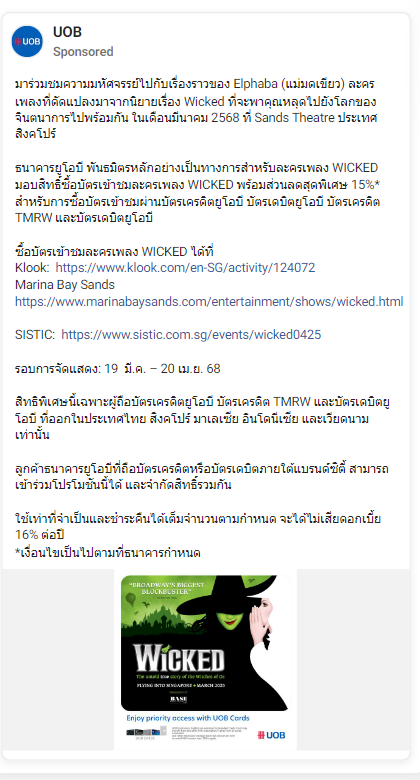 UOB
UOB
Sponsored
มาร่วมชมความมหัศจรรย์ไปกับเรื่องราวของ Elphaba (แม่มดเขียว) ละคร
เพลงที่ดัดแปลงมาจากนิยายเรื่อง Wicked ที่จะพาคุณหลุดไปยังโลกของ
จินตนาการไปพร้อมกัน ในเดือนมีนาคม 2568 ที่ Sands Theatre ประเทศ
สิงคโปร์
ธนาคารยูโอบี พันธมิตรหลักอย่างเป็นทางการสำหรับละครเพลง WICKED
มอบสิทธิ์ซื้อบัตรเข้าชมละครเพลง WICKED พร้อมส่วนลดสุดพิเศษ 15%*
สำหรับการซื้อบัตรเข้าชมผ่านบัตรเครดิตยูโอบี บัตรเดบิตยูโอบี บัตรเครดิต
TMRW และบัตรเดบิตยูโอบี
ซื้อบัตรเข้าชมละครเพลง WICKED ได้ที่
Klook: https://www.klook.com/en-SG/activity/124072
Marina Bay Sands
https://www.marinabaysands.com/entertainment/shows/wicked.html
SISTIC: https://www.sistic.com.sg/events/wicked0425
รอบการจัดแสดง: 19 มี.ค. – 20 เม.ย. 68
สิทธิพิเศษนี้เฉพาะผู้ถือบัตรเครดิตยูโอบี บัตรเครดิต TMRW และบัตรเดบิตยู
โอบี ที่ออกในประเทศไทย สิงคโปร์ มาเลเซีย อินโดนีเซีย และเวียดนาม
เท่านั้น
ลูกค้าธนาคารยูโอบีที่ถือบัตรเครดิตหรือบัตรเดบิตภายใต้แบรนด์ซิตี้ สามารถ
เข้าร่วมโปรโมชันนี้ได้ และจำกัดสิทธิ์รวมกัน
ใช้เท่าที่จำเป็นและชำระคืนได้เต็มจำนวนตามกำหนด จะได้ไม่เสียดอกเบี้ย
16% ต่อปี
*เงื่อนไขเป็นไปตามที่ธนาคารกำหนด
"BROADWAY'S BIGGEST
BLOCKBUSTER"
WICKED
The untold true story of the Witches of Oz
FLYING INTO SINGAPORE • MARCH 2025
BASE
Enjoy priority access with UOB Cards
UOB